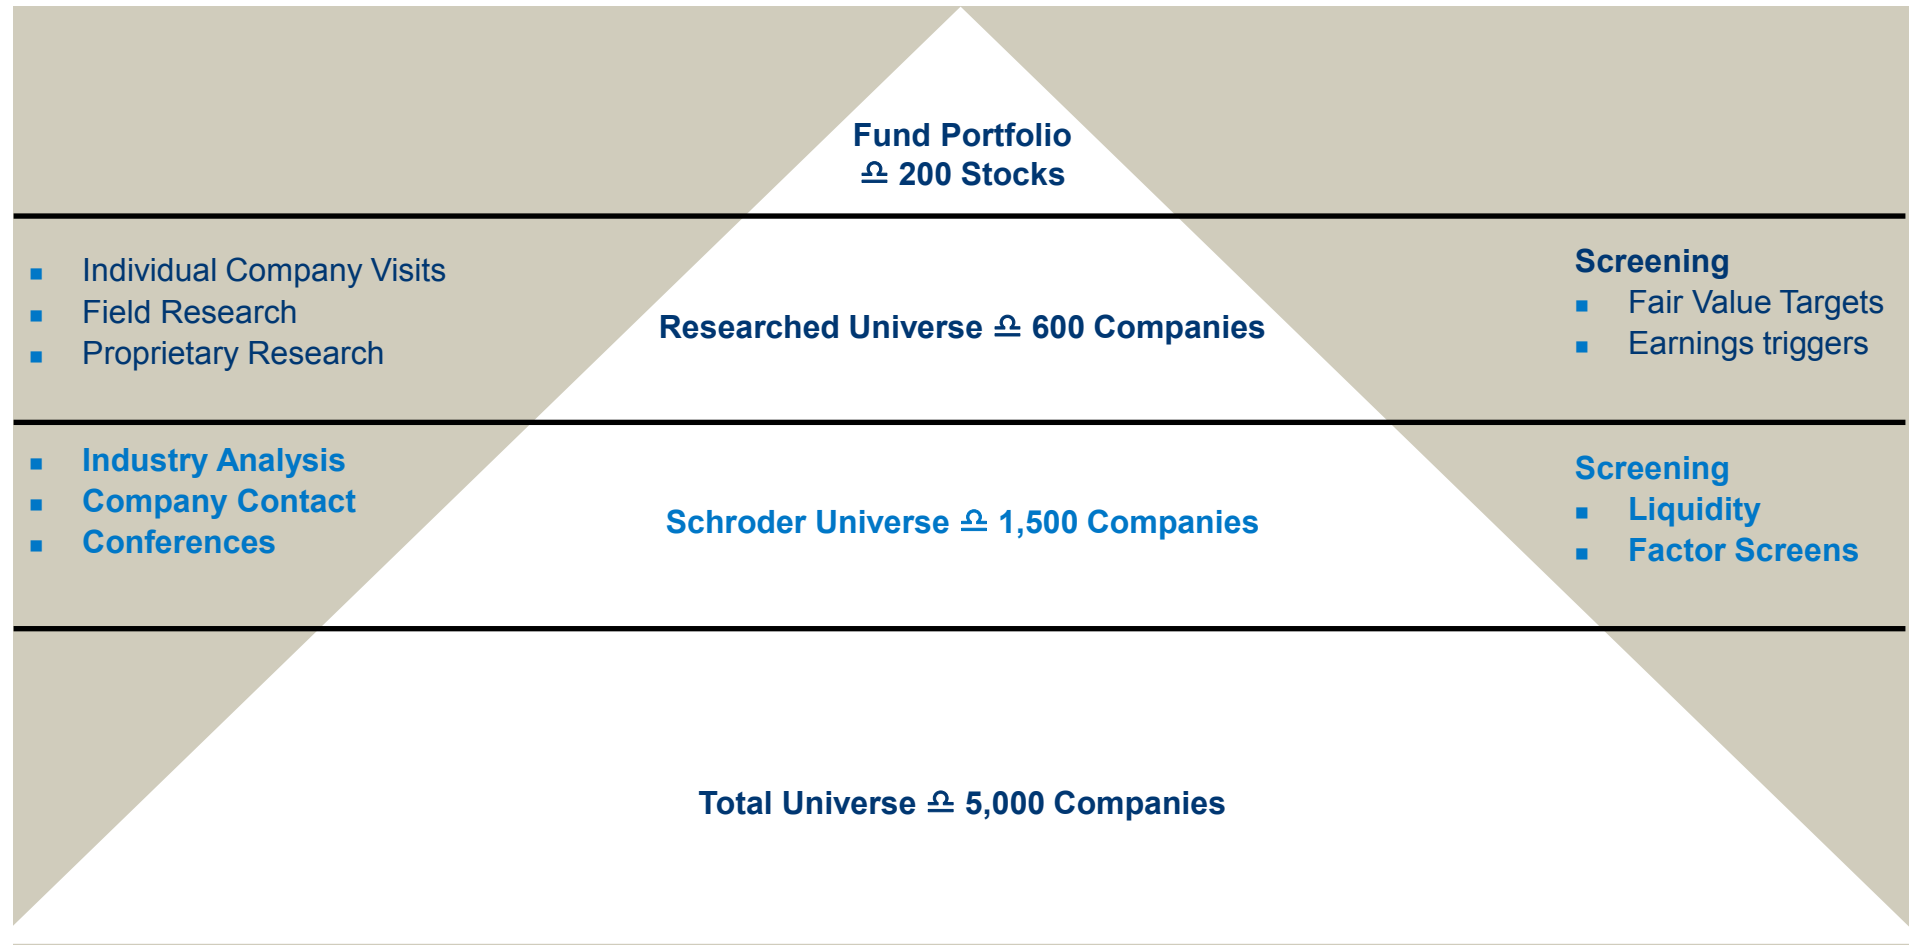 Fund Portfolio
♎ 200 Stocks
■ Individual Company Visits
■ Field Research
■ Proprietary Research
Researched Universe ♎ 600 Companies
Screening
■ Fair Value Targets
■ Earnings triggers
■ Industry Analysis
■ Company Contact
■ Conferences
Schroder Universe ♎ 1,500 Companies
Screening
■ Liquidity
■ Factor Screens
Total Universe ♎ 5,000 Companies